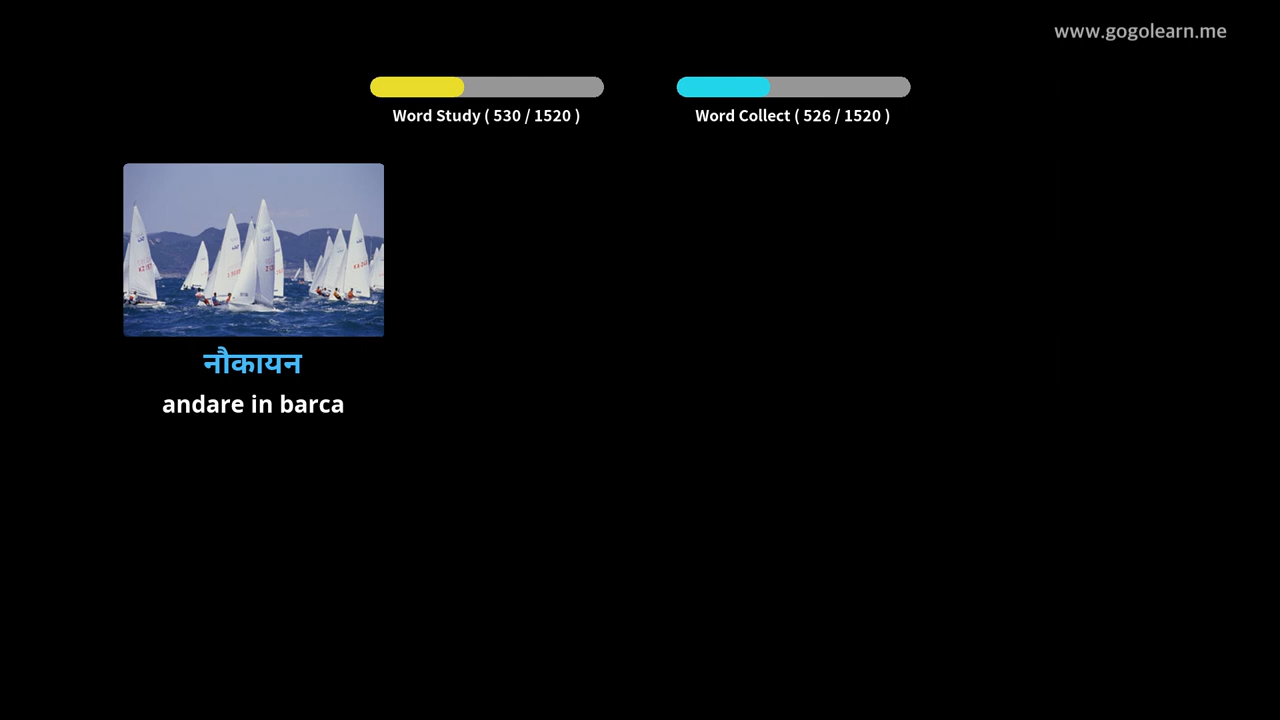 www.gogolearn.me
Word Study ( 530 / 1520 )
Word Collect ( 526 / 1520 )
नौकायन
andare in barca